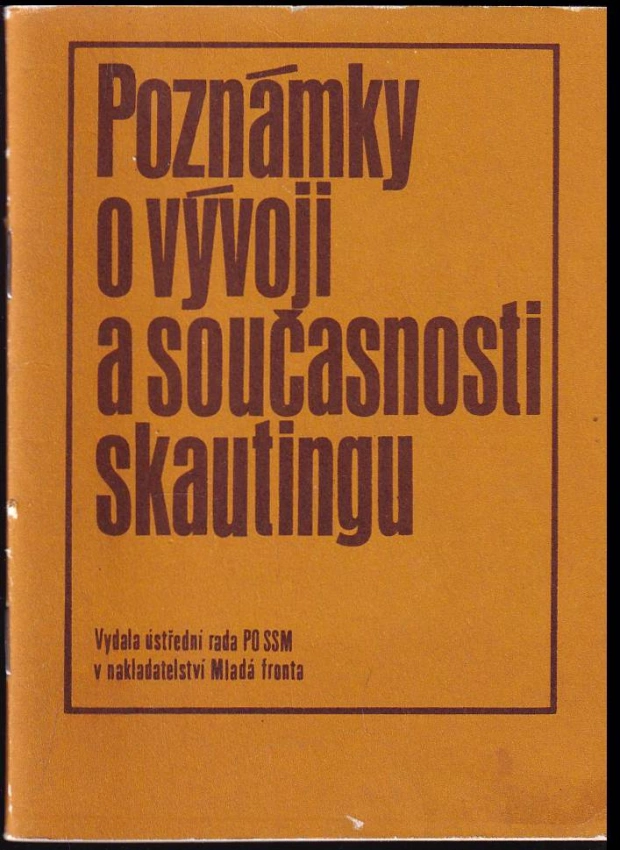 Poznámky
o vývoji
a současnosti
skautingu
Vydala ústřední rada PO SSM
v nakladatelství Mladá fronta